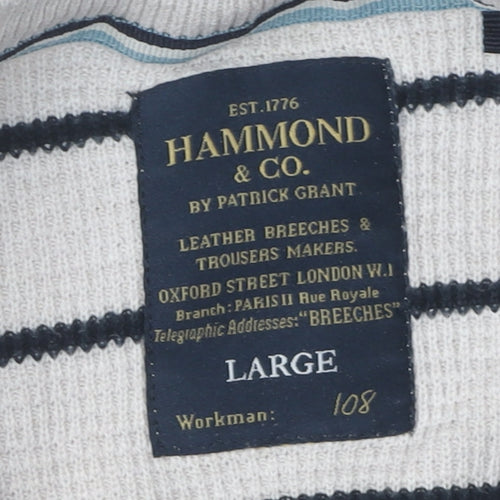 EST.1776
HAMMOND
& CO.
BY PATRICK GRANT
LEATHER BREECHES &
TROUSERS MAKERS.
OXFORD STREET LONDON W.1
Branch: PARIS 11 Rue Royale
Telegraphic Addresses: "BREECHES"
LARGE
Workman: 108